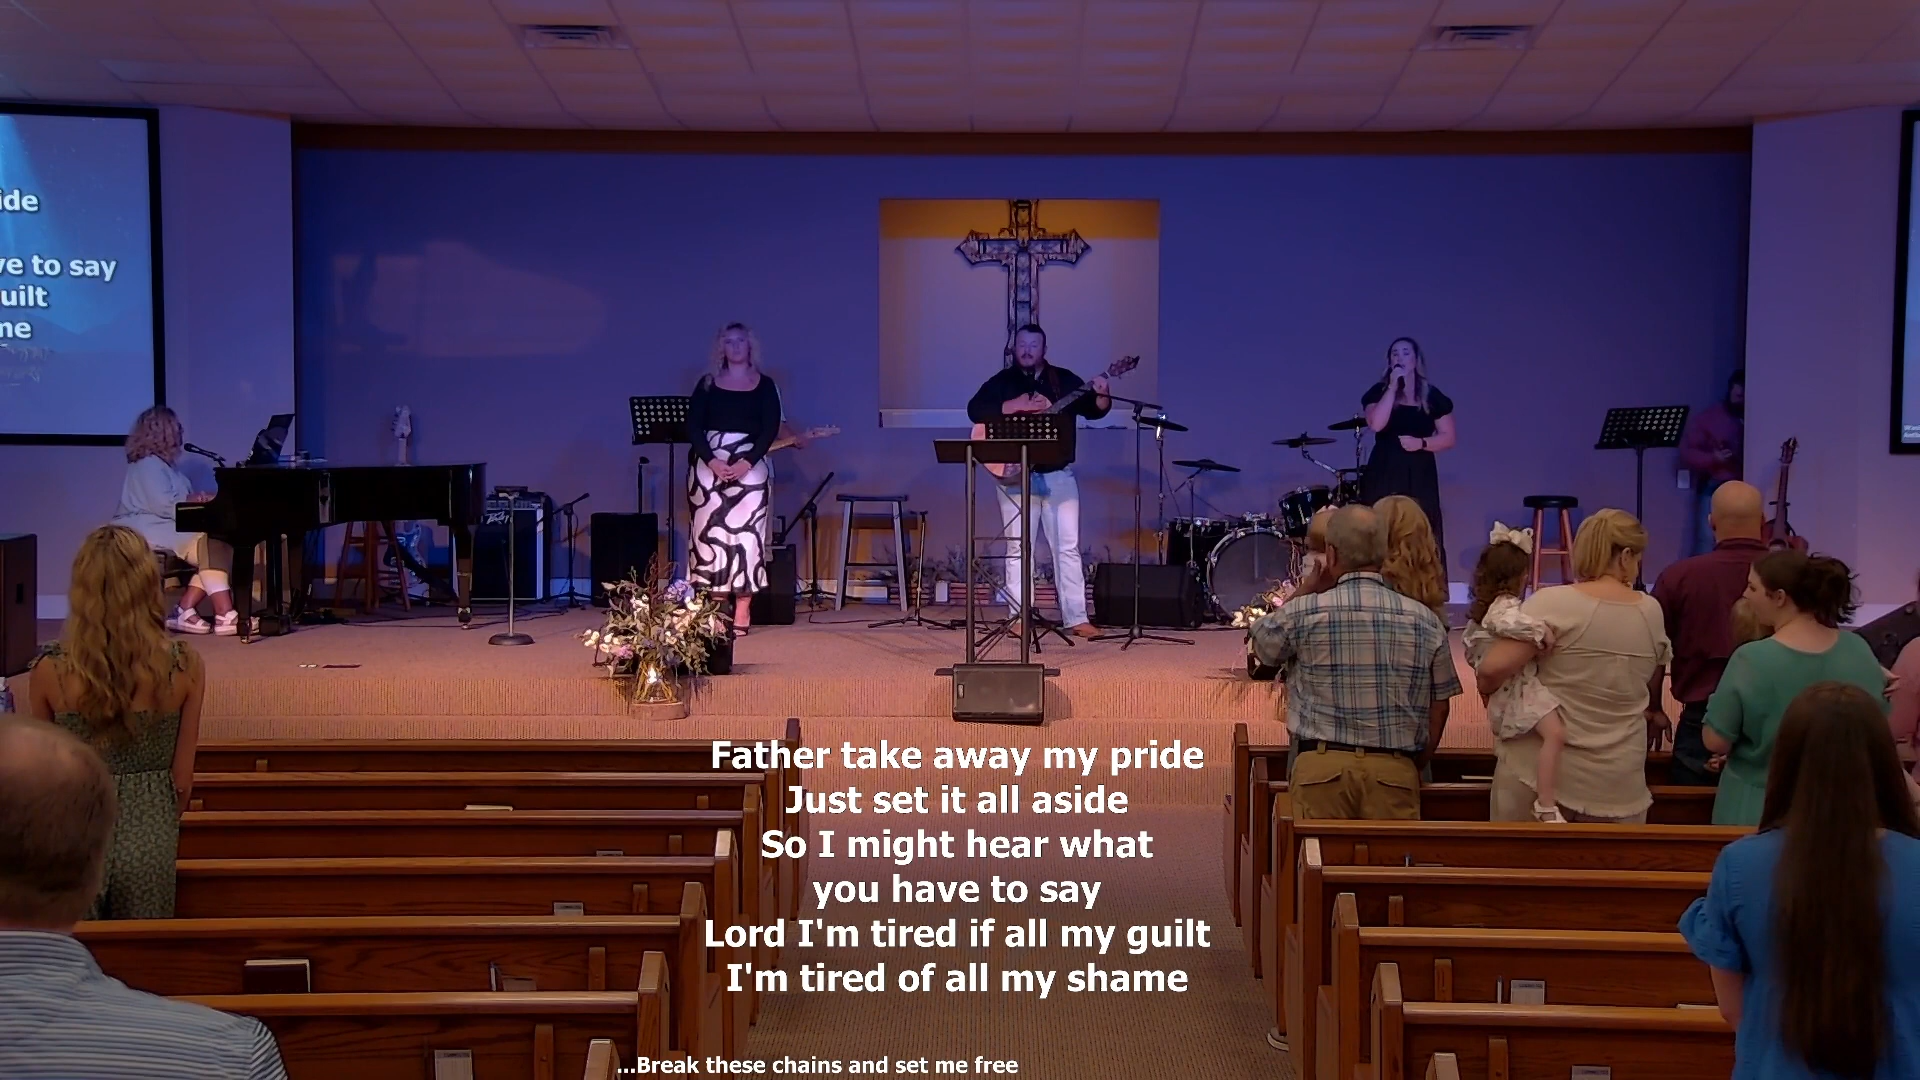 ide
ve to say
uilt
me
Father take away my pride
Just set it all aside
So I might hear what
you have to say
Lord I'm tired if all my guilt
I'm tired of all my shame
...Break these chains and set me free